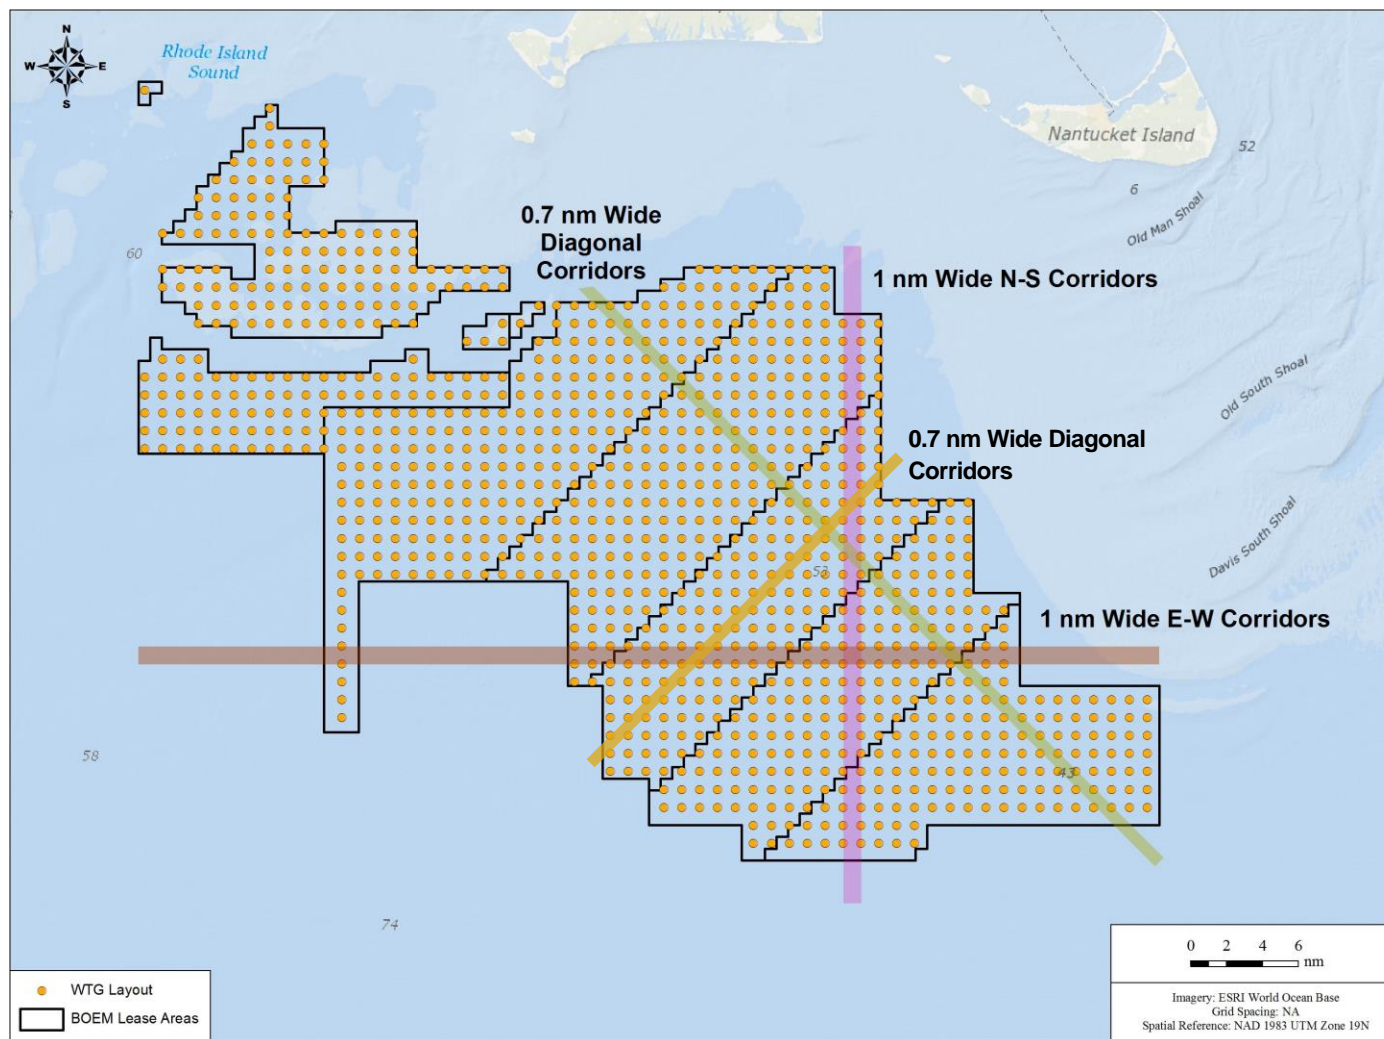 N
W E
S
Rhode Island
Sound
Nantucket Island
52
6
Old Man Shoal
60
0.7 nm Wide
Diagonal
Corridors
1 nm Wide N-S Corridors
Old South Shoal
0.7 nm Wide Diagonal
Corridors
Davis South Shoal
53
1 nm Wide E-W Corridors
58
43
74
WTG Layout
BOEM Lease Areas
0 2 4 6
nm
Imagery: ESRI World Ocean Base
Grid Spacing: NA
Spatial Reference: NAD 1983 UTM Zone 19N